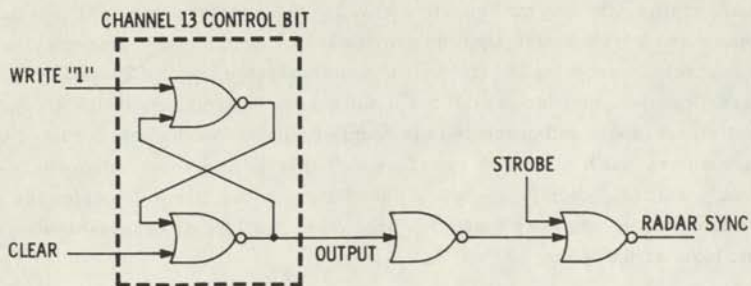 CHANNEL 13 CONTROL BIT
WRITE "1"
STROBE
RADAR SYNC
CLEAR
OUTPUT